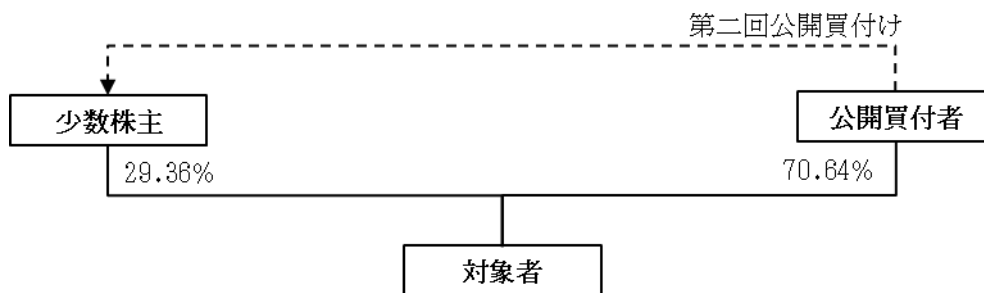 第二回公開買付け
少数株主
公開買付者
29.36%
70.64%
対象者